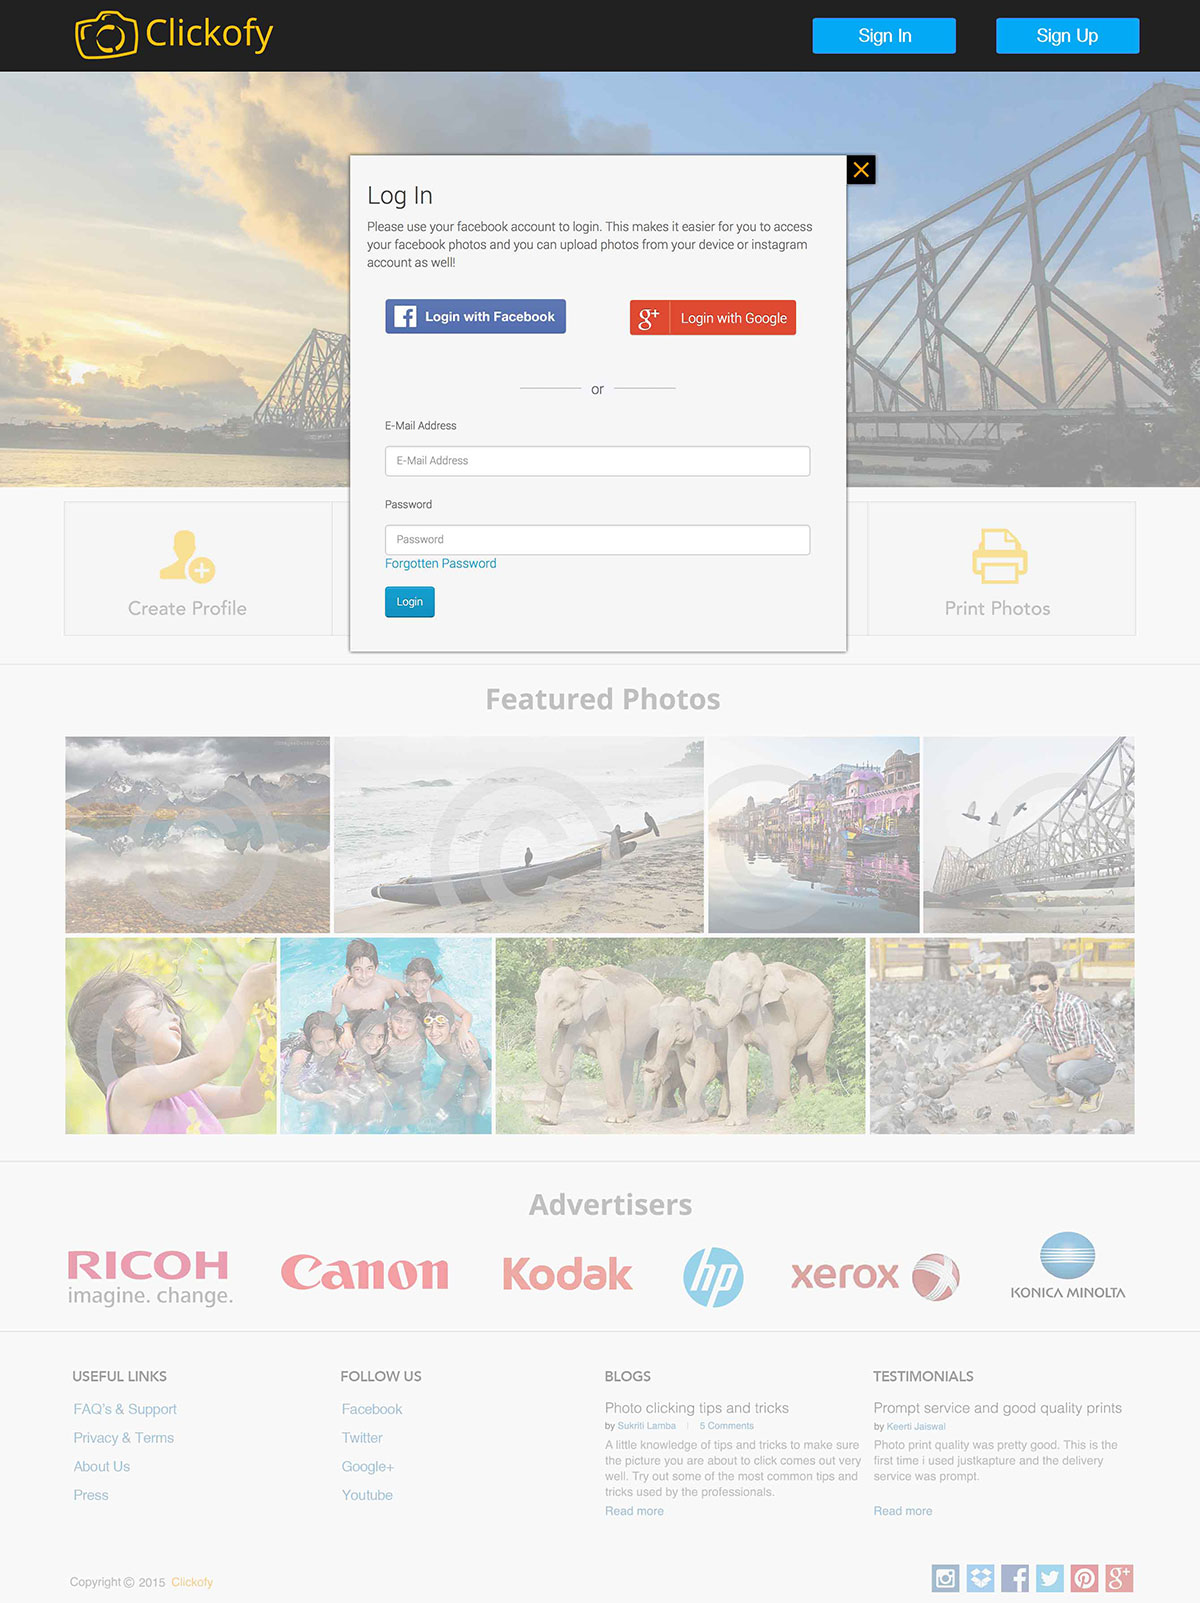 Clickofy
Sign In
Sign Up
Log In
Please use your facebook account to login. This makes it easier for you to access
your facebook photos and you can upload photos from your device or instagram
account as well!
Login with Facebook
g+ Login with Google
or
E-Mail Address
E-Mail Address
Password
Password
Forgotten Password
Login
Create Profile
Print Photos
Featured Photos
Advertisers
RICOH
imagine. change.
Canon
Kodak
hp
xerox
KONICA MINOLTA
USEFUL LINKS
FAQ's & Support
Privacy & Terms
About Us
Press
FOLLOW US
Facebook
Twitter
Google+
Youtube
BLOGS
Photo clicking tips and tricks
by Sukriti Lamba | 5 Comments
A little knowledge of tips and tricks to make sure
the picture you are about to click comes out very
well. Try out some of the most common tips and
tricks used by the professionals.
Read more
TESTIMONIALS
Prompt service and good quality prints
by Keerti Jaiswal
Photo print quality was pretty good. This is the
first time i used justkapture and the delivery
service was prompt.
Read more
Copyright © 2015 Clickofy